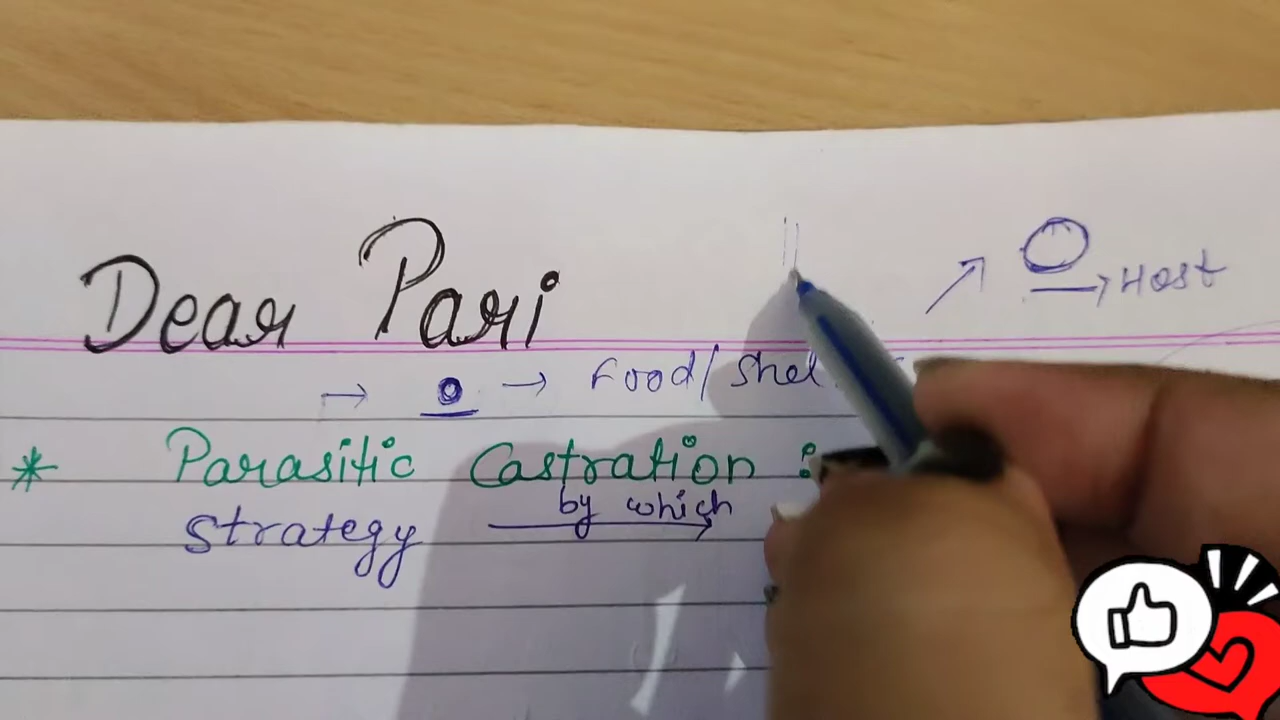 Dear Pari
→ Host
→ → Food/Shel
* Parasitic Castration :
Strategy by which